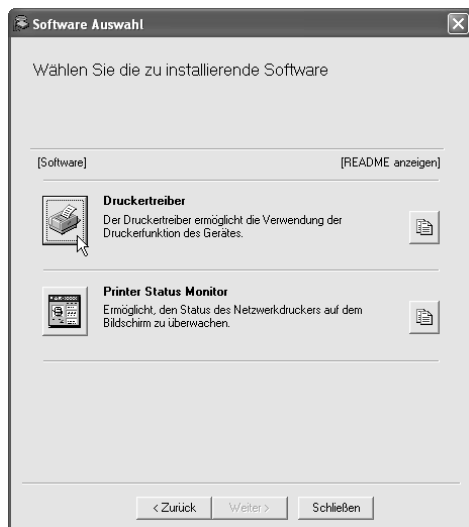 Software Auswahl
Wählen Sie die zu installierende Software
[Software] [README anzeigen]
Druckertreiber
Der Druckertreiber ermöglicht die Verwendung der
Druckerfunktion des Gerätes.
Printer Status Monitor
Ermöglicht, den Status des Netzwerkdruckers auf dem
Bildschirm zu überwachen.
< Zurück Weiter > Schließen